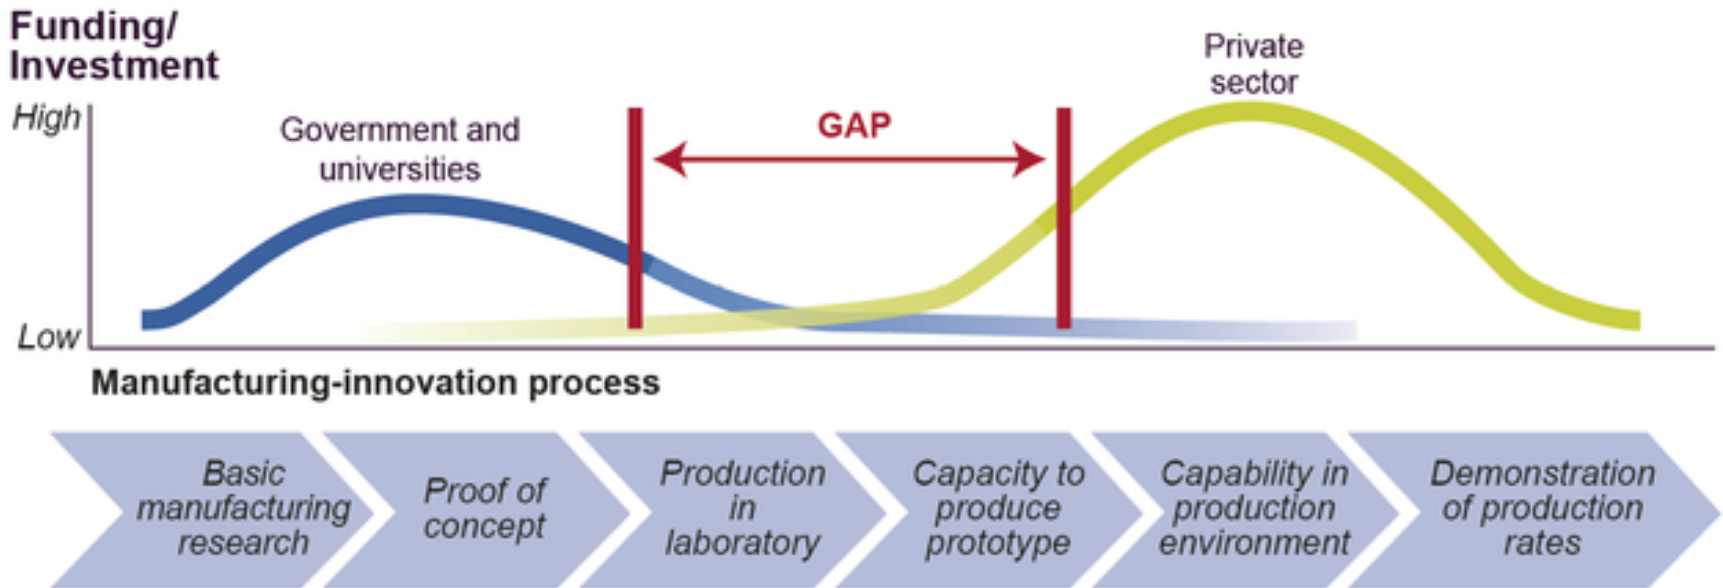 Funding/
Investment
High
Low
Government and
universities
GAP
Private
sector
Manufacturing-innovation process
Basic
manufacturing
research
Proof of
concept
Production
in
laboratory
Capacity to
produce
prototype
Capability in
production
environment
Demonstration
of production
rates